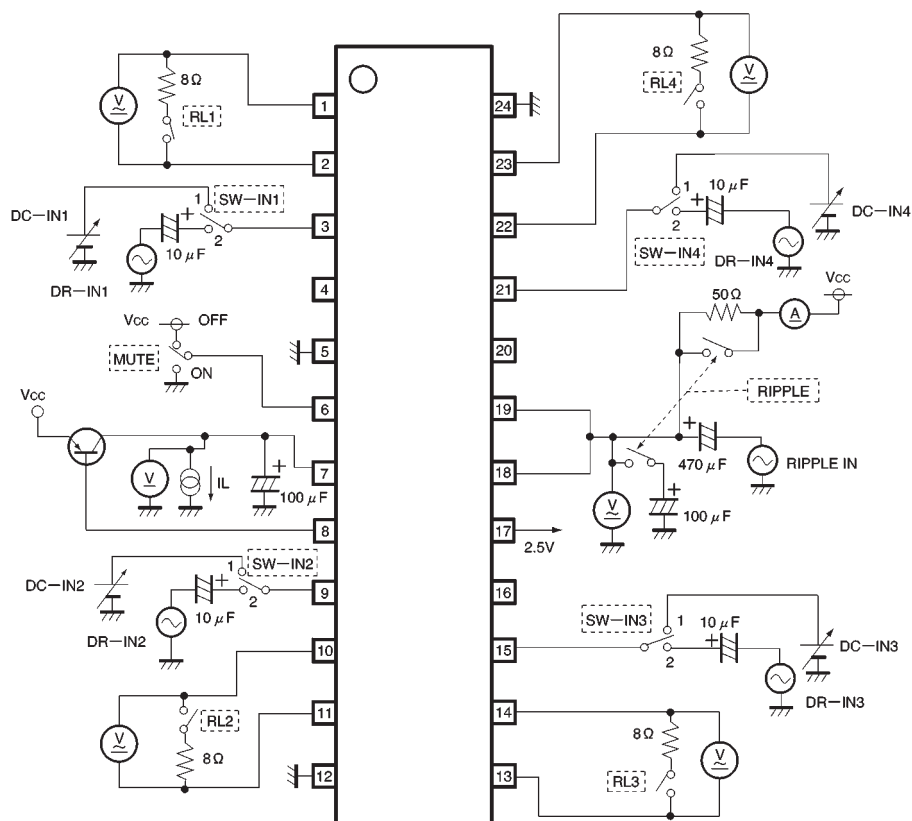 8Ω
V
RL1
1
2
DC−IN1
1
SW−IN1
+
2
10 μF
DR−IN1
3
4
Vcc
OFF
MUTE
ON
5
6
Vcc
V
IL
+
100 μF
7
8
DC−IN2
1
SW−IN2
+
2
10 μF
DR−IN2
9
10
V
RL2
8Ω
11
12
24
23
22
21
20
19
18
17
16
15
14
13
8Ω
RL4
V
1
10 μF
+
2
SW−IN4
DR−IN4
DC−IN4
50Ω
A
Vcc
RIPPLE
+
470 μF
RIPPLE IN
V
+
100 μF
2.5V
SW−IN3
1
10 μF
+
2
DC−IN3
DR−IN3
8Ω
RL3
V